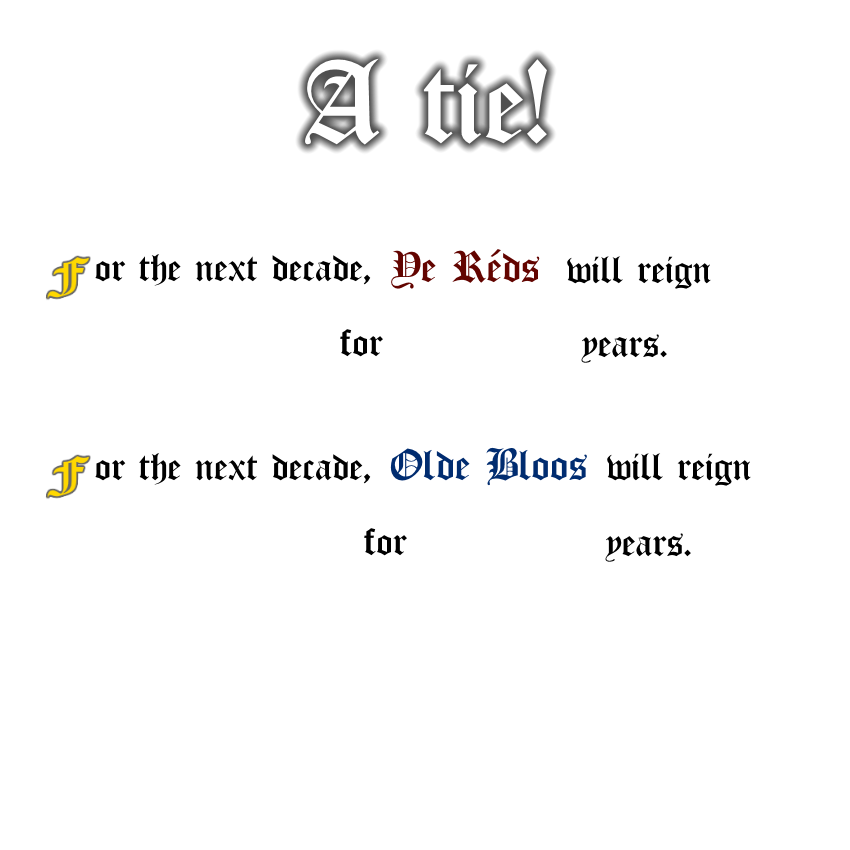 A tie!
For the next decade, Ye Réds will reign
for years.
For the next decade, Olde Bloos will reign
for years.